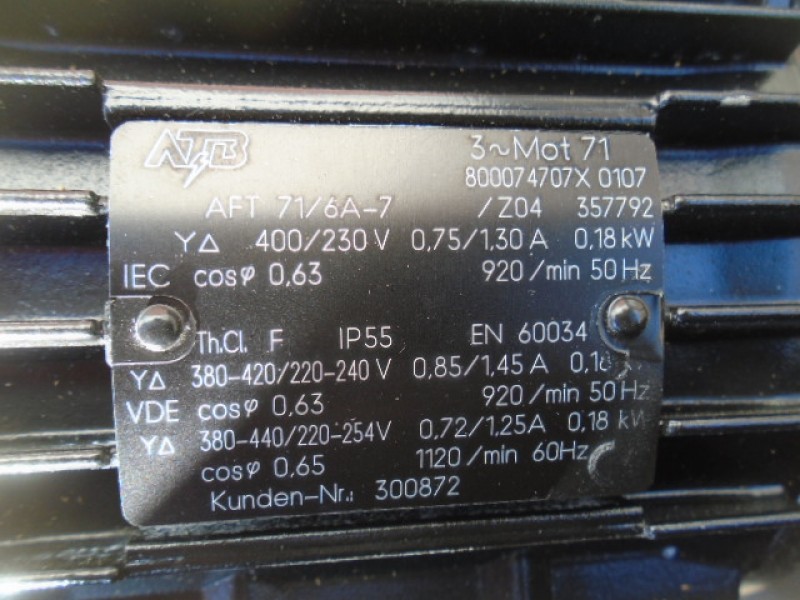 ATB 3~Mot 71
800074707X 0107
AFT 71/6A-7 /Z04 357792
Y∆ 400/230 V 0,75/1,30 A 0,18 kW
IEC cosφ 0,63 920/min 50 Hz
Th.Cl. F IP55 EN 60034
Y∆ 380-420/220-240 V 0,85/1,45 A
VDE cosφ 0,63 920/min 50 Hz
Y∆ 380-440/220-254V 0,72/1,25A 0,18 kW
cosφ 0,65 1120/min 60Hz
Kunden-Nr.: 300872